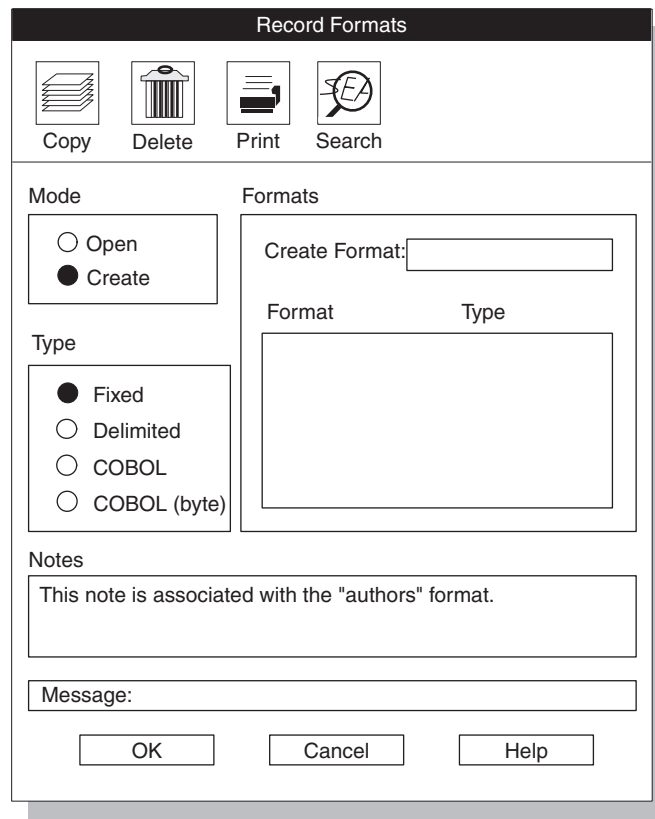 Record Formats
Copy Delete Print Search
Mode
Open
Create
Type
Fixed
Delimited
COBOL
COBOL (byte)
Formats
Create Format:
Format Type
Notes
This note is associated with the "authors" format.
Message:
OK Cancel Help